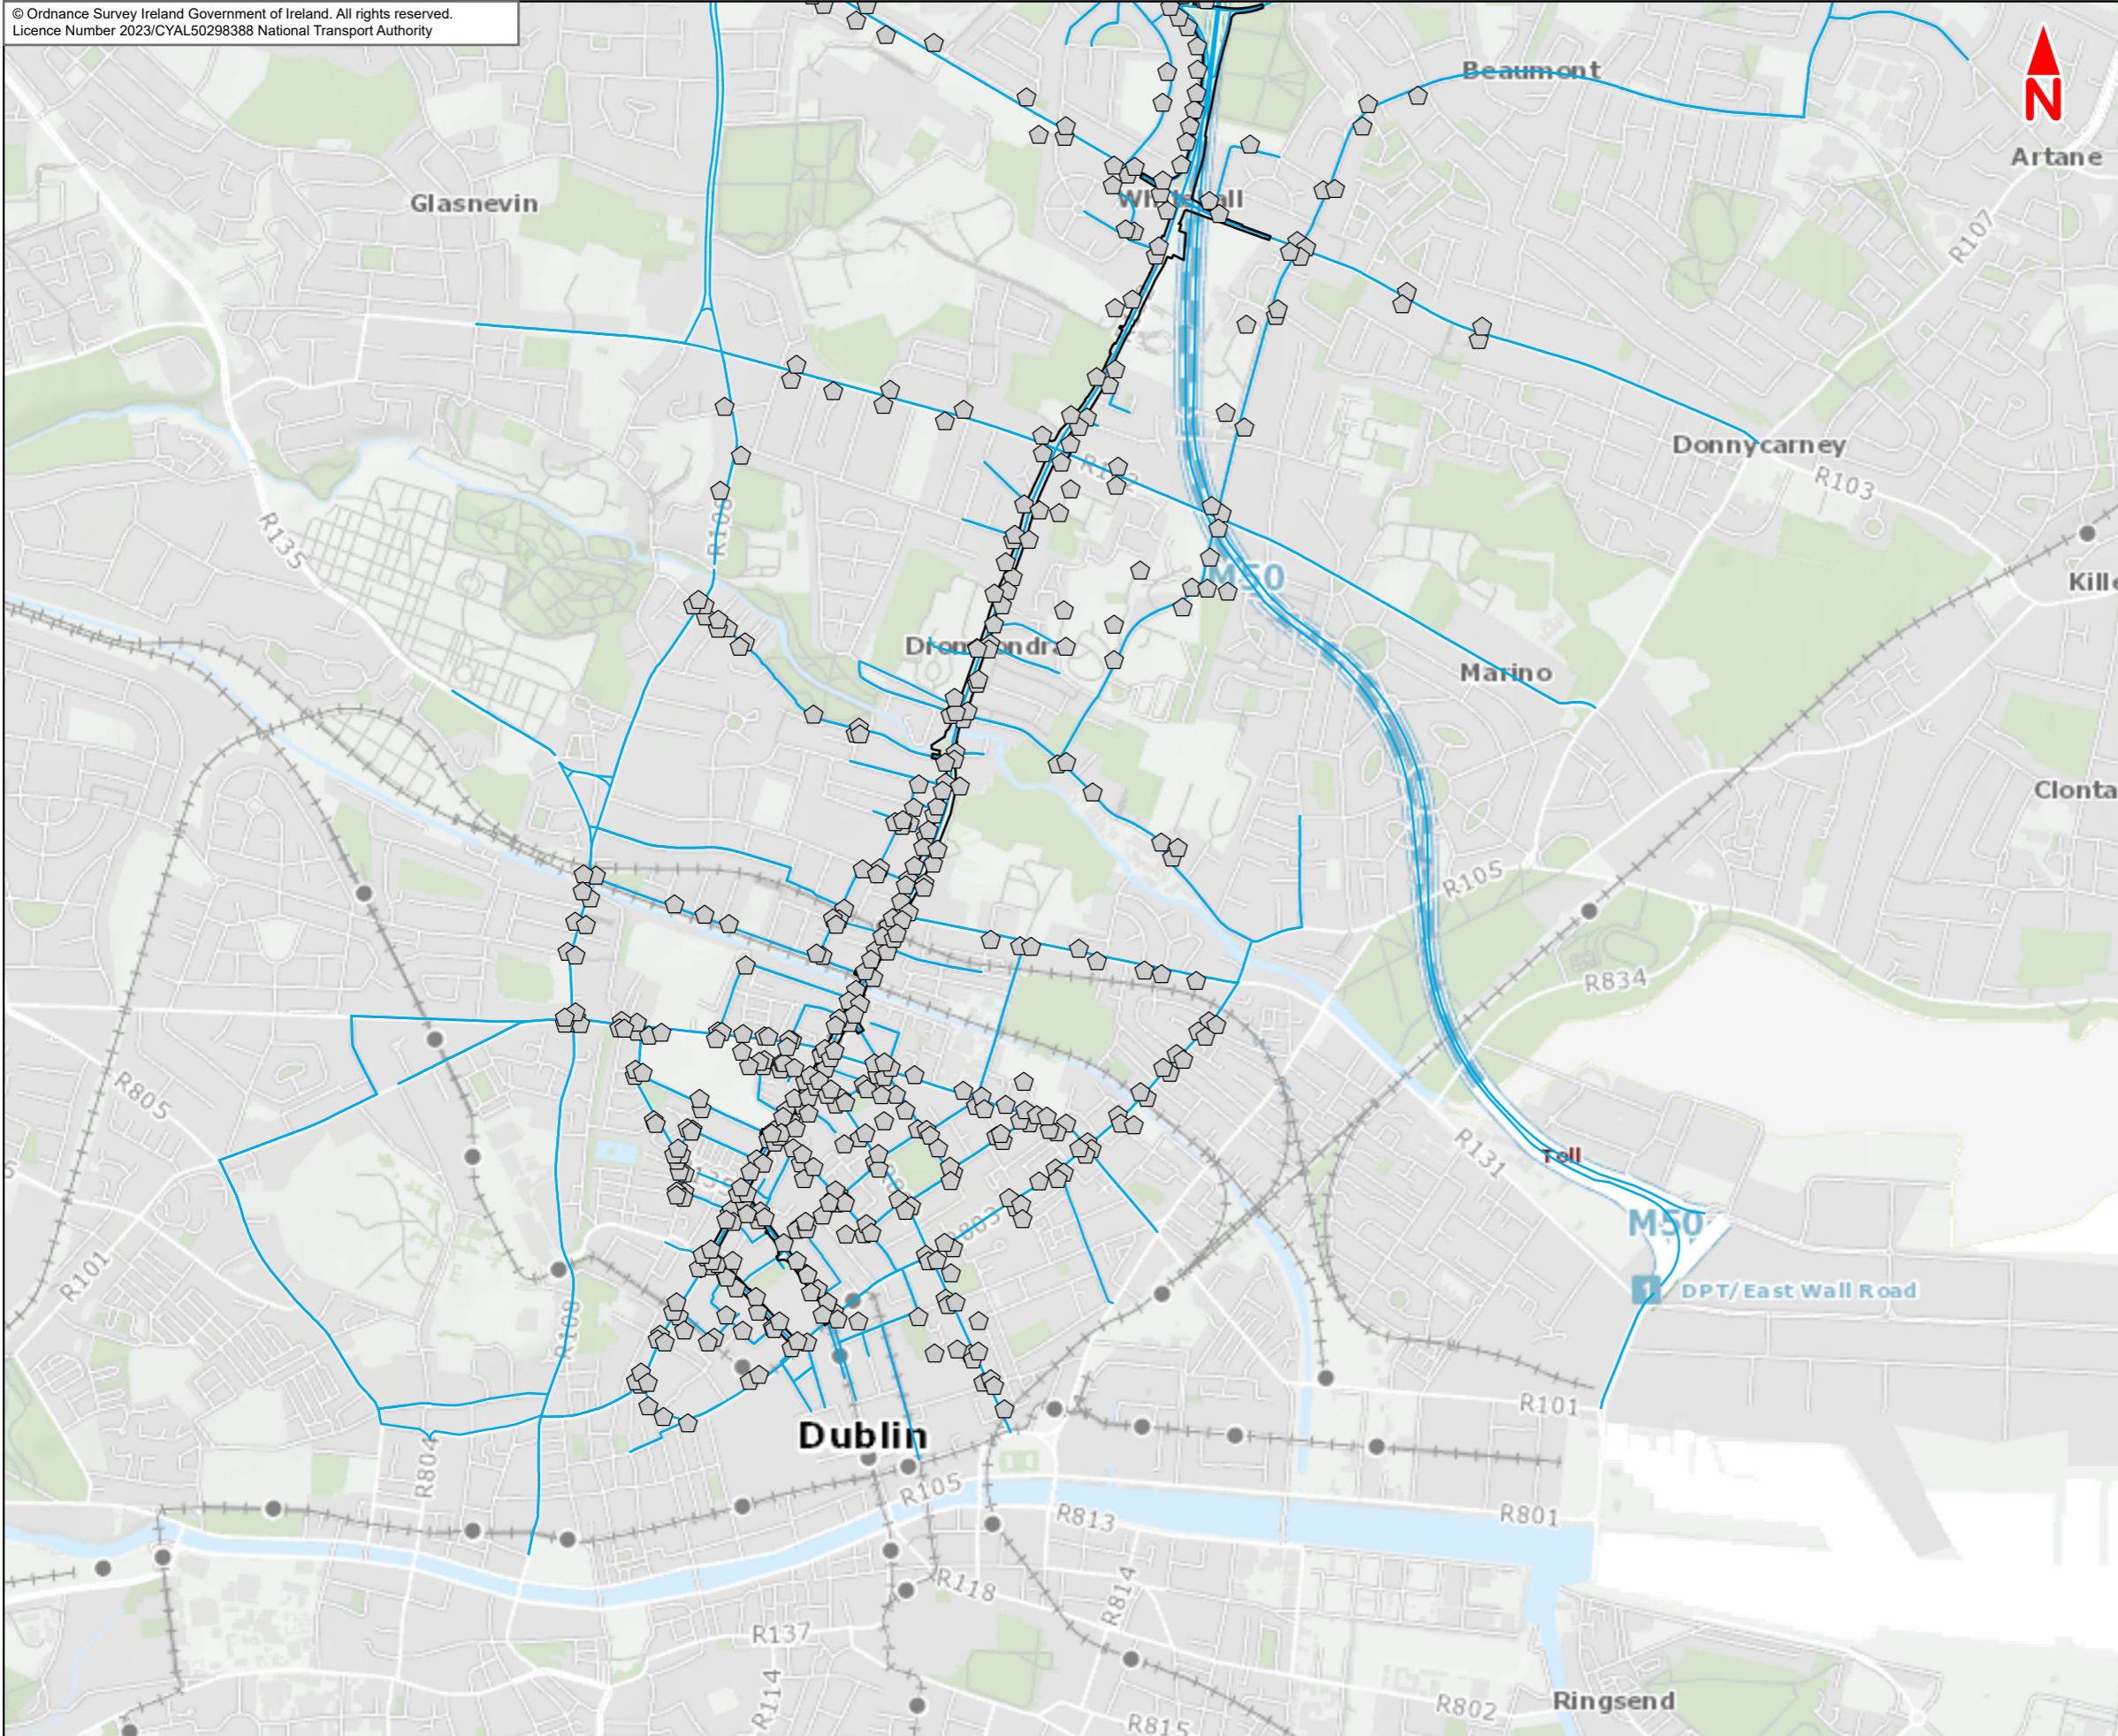 © Ordnance Survey Ireland Government of Ireland. All rights reserved.
Licence Number 2023/CYAL50298388 National Transport Authority
N
Beaumont
Artane
Glasnevin
R107
Donnycarney
R103
R135
M50
Kille
Marino
Clonta
R105
R834
R805
R131
Toll
M50
R101
1 DPT/East Wall Road
R108
R101
Dublin
R804
R105
R813
R801
R118
R814
R137
R114
R802
Ringsend
R815